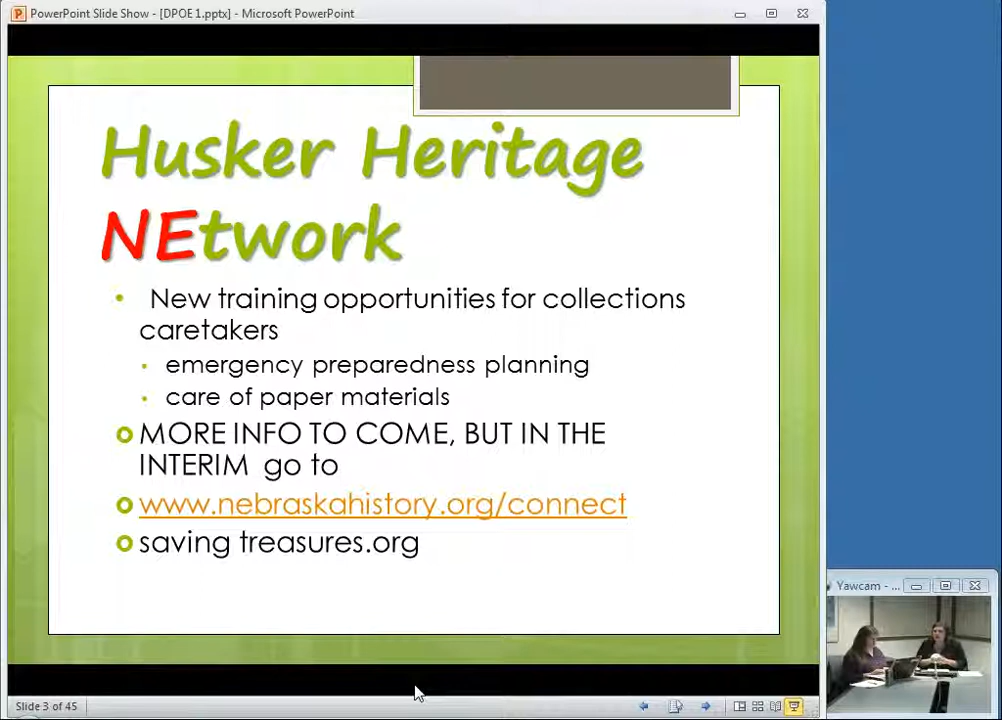 PowerPoint Slide Show - [DPOE 1.pptx] - Microsoft PowerPoint
Husker Heritage
NEtwork
• New training opportunities for collections
caretakers
• emergency preparedness planning
• care of paper materials
MORE INFO TO COME, BUT IN THE
INTERIM go to
www.nebraskahistory.org/connect
saving treasures.org
Yawcam - ...
Slide 3 of 45